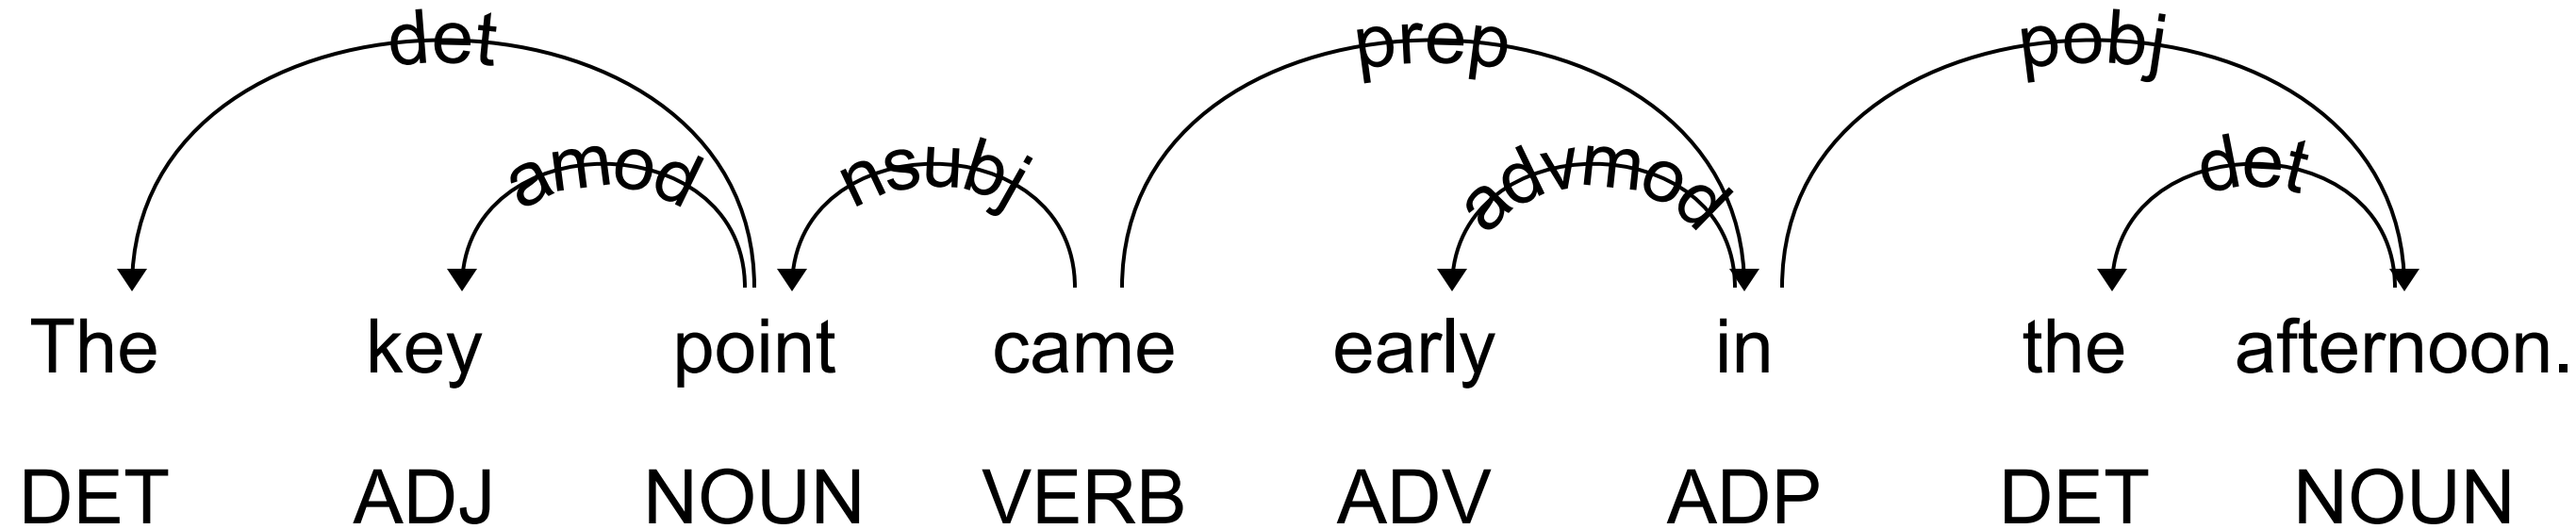 det prep pobj
amod nsubj advmod det
The key point came early in the afternoon.
DET ADJ NOUN VERB ADV ADP DET NOUN